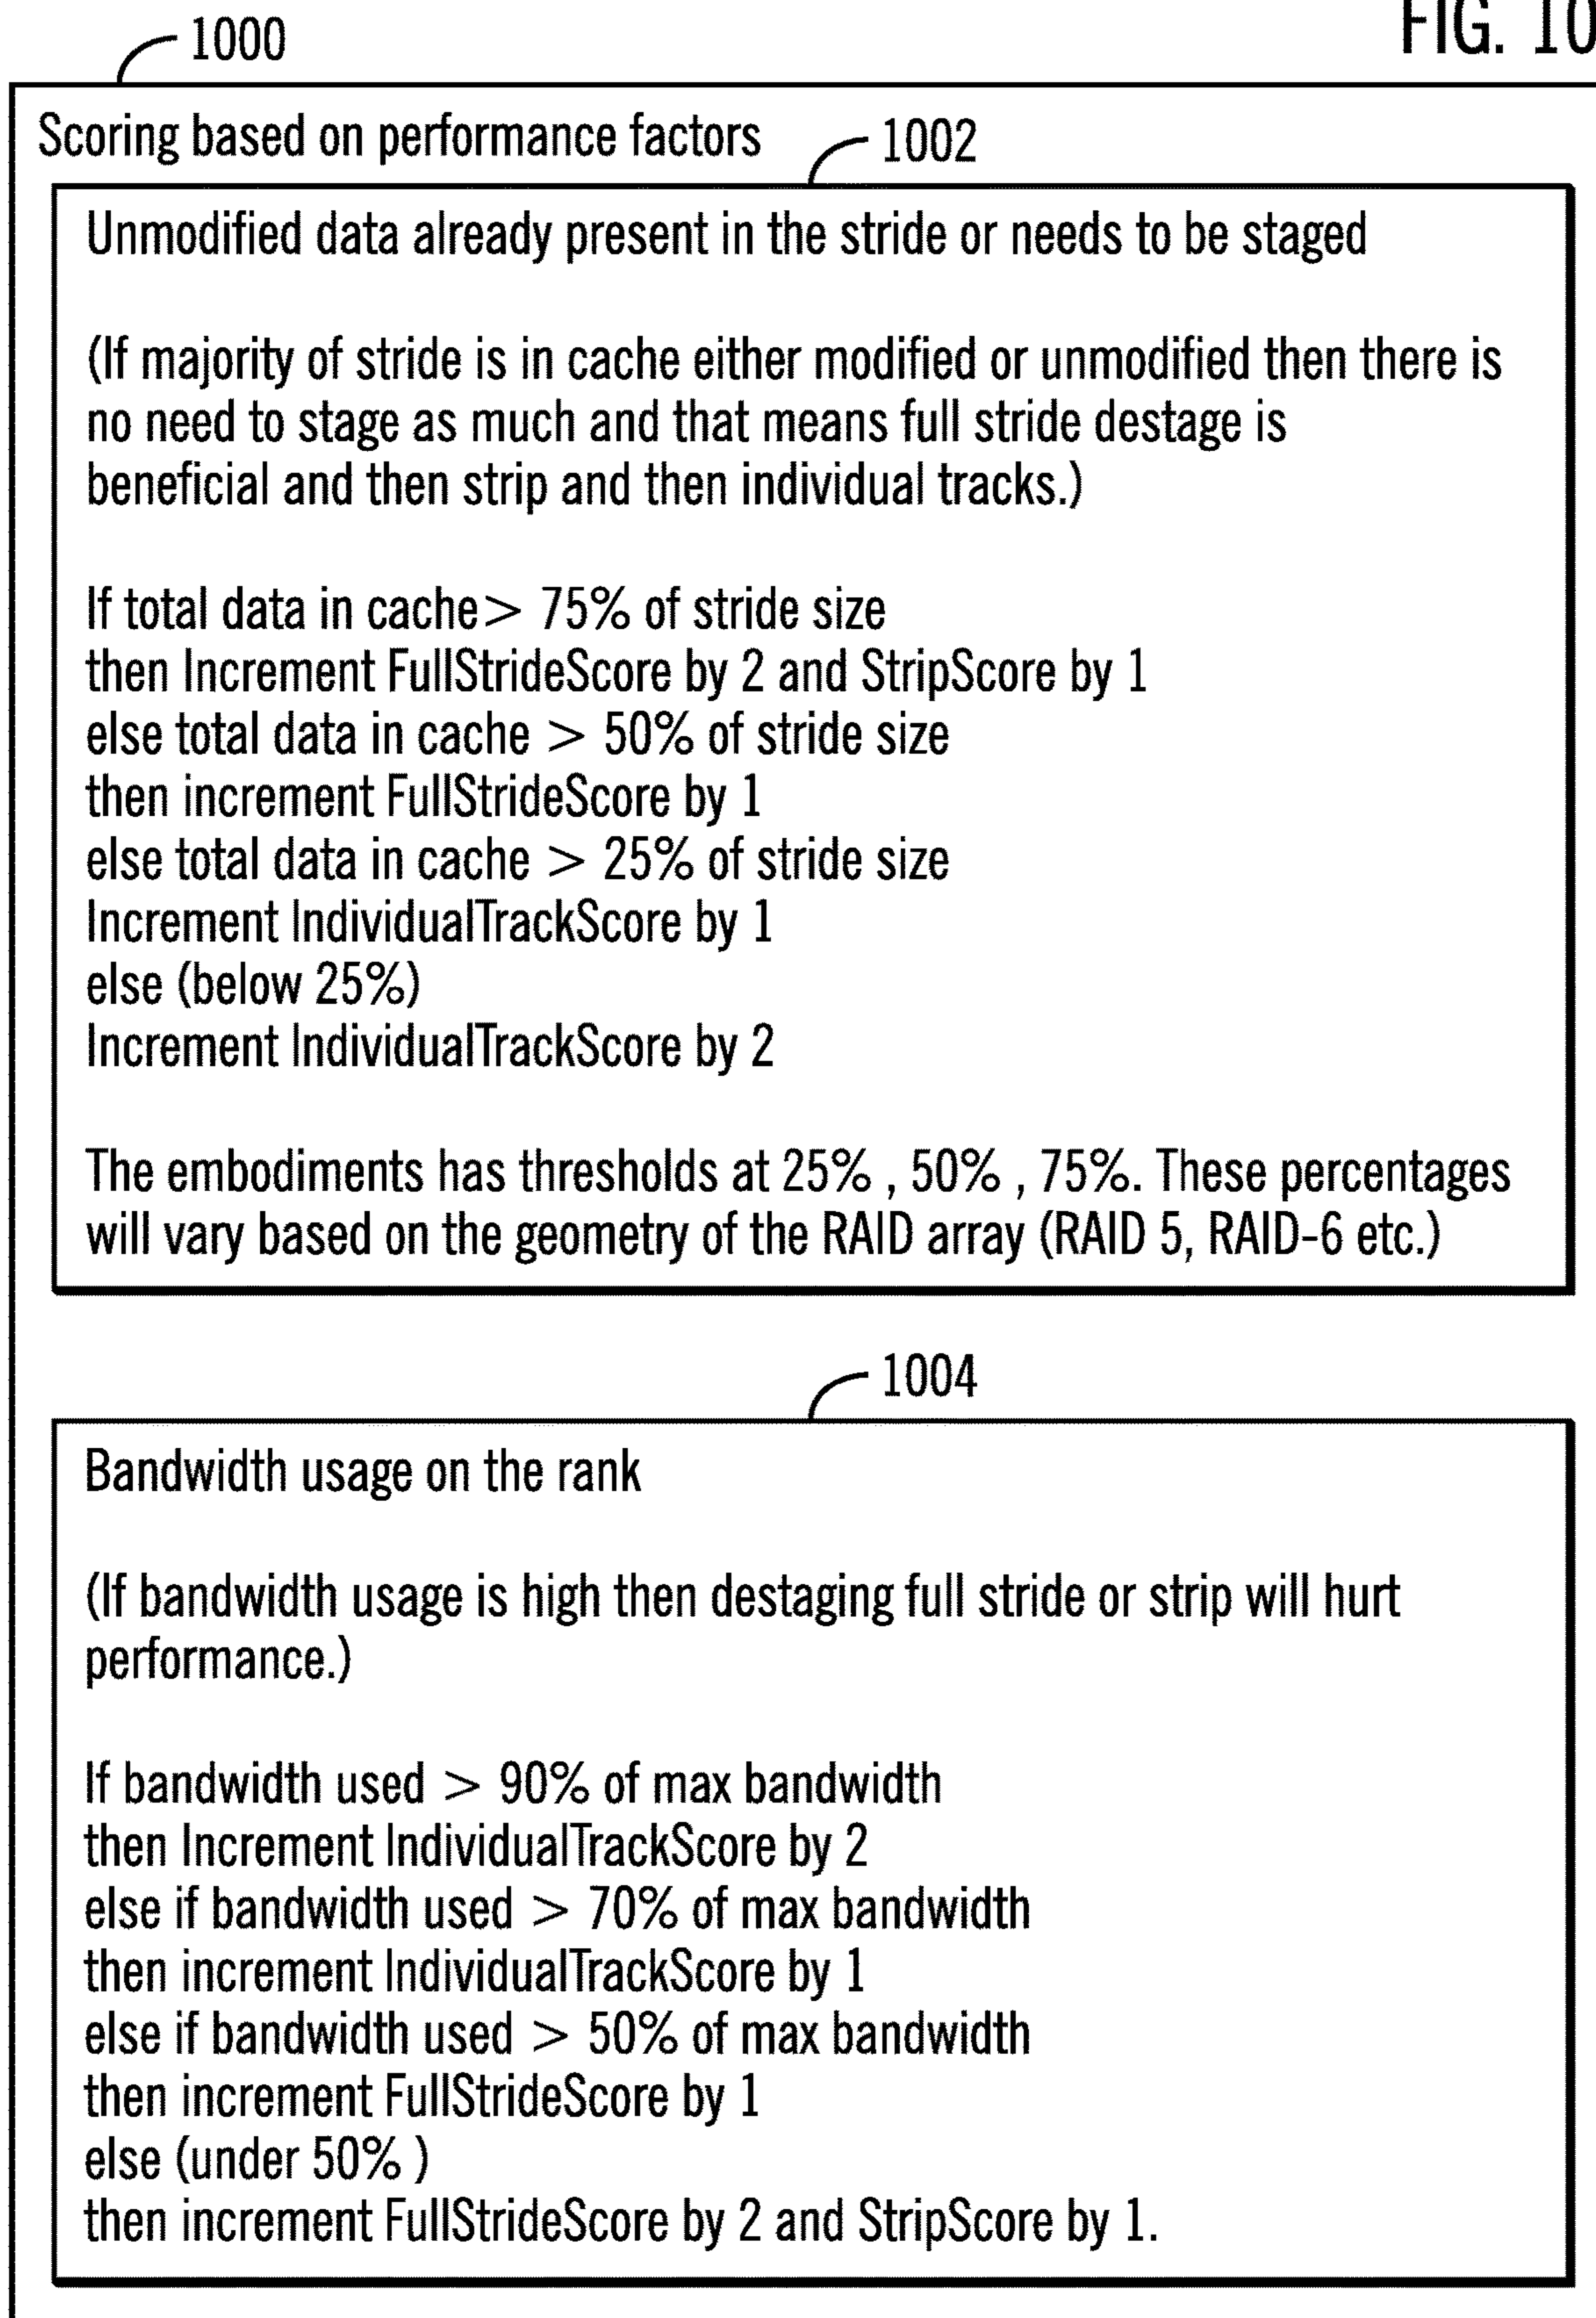 FIG. 10
1000
Scoring based on performance factors
1002
Unmodified data already present in the stride or needs to be staged
(If majority of stride is in cache either modified or unmodified then there is
no need to stage as much and that means full stride destage is
beneficial and then strip and then individual tracks.)
If total data in cache> 75% of stride size
then Increment FullStrideScore by 2 and StripScore by 1
else total data in cache > 50% of stride size
then increment FullStrideScore by 1
else total data in cache > 25% of stride size
Increment IndividualTrackScore by 1
else (below 25%)
Increment IndividualTrackScore by 2
The embodiments has thresholds at 25% , 50% , 75%. These percentages
will vary based on the geometry of the RAID array (RAID 5, RAID-6 etc.)
1004
Bandwidth usage on the rank
(If bandwidth usage is high then destaging full stride or strip will hurt
performance.)
If bandwidth used > 90% of max bandwidth
then Increment IndividualTrackScore by 2
else if bandwidth used > 70% of max bandwidth
then increment IndividualTrackScore by 1
else if bandwidth used > 50% of max bandwidth
then increment FullStrideScore by 1
else (under 50% )
then increment FullStrideScore by 2 and StripScore by 1.